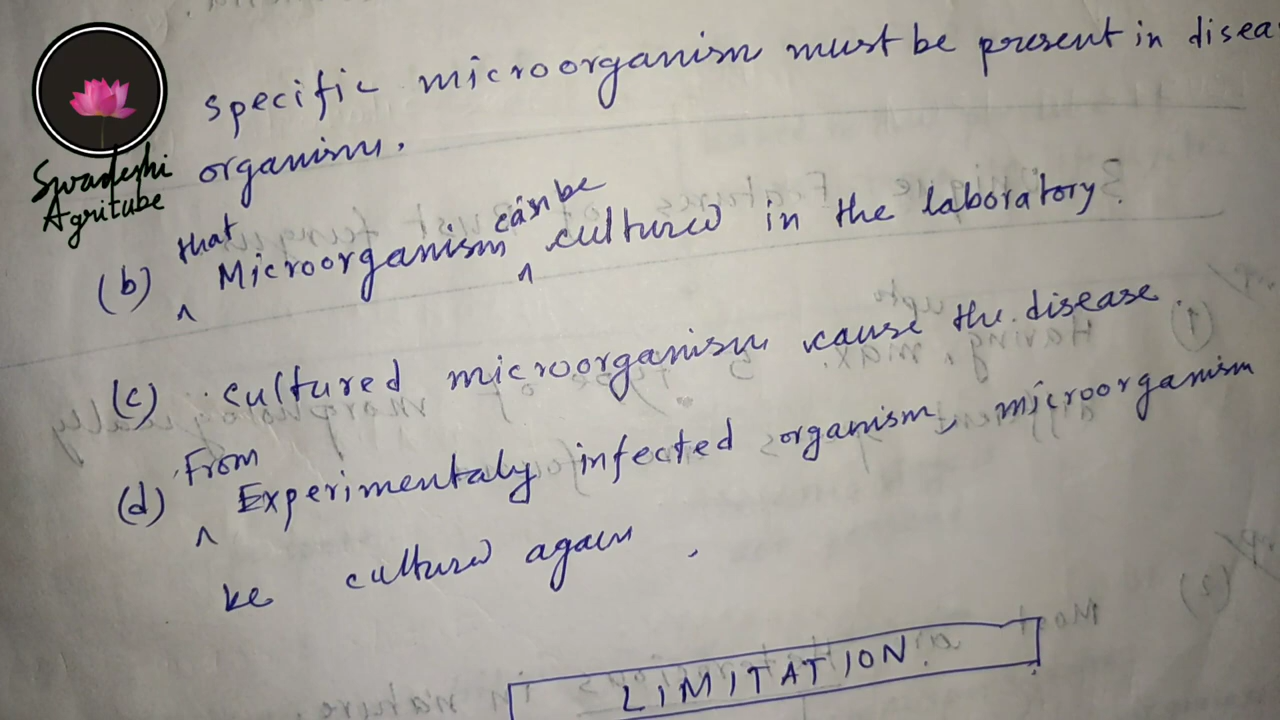 specific microorganism must be present in disea
organism.
Swadeshi
Agritube
(b) that Microorganism can be cultured in the laboratory.
(c) cultured microorganism cause the disease.
(d) From Experimentaly infected organism, microorganism
be cultured again.
LIMITATION.